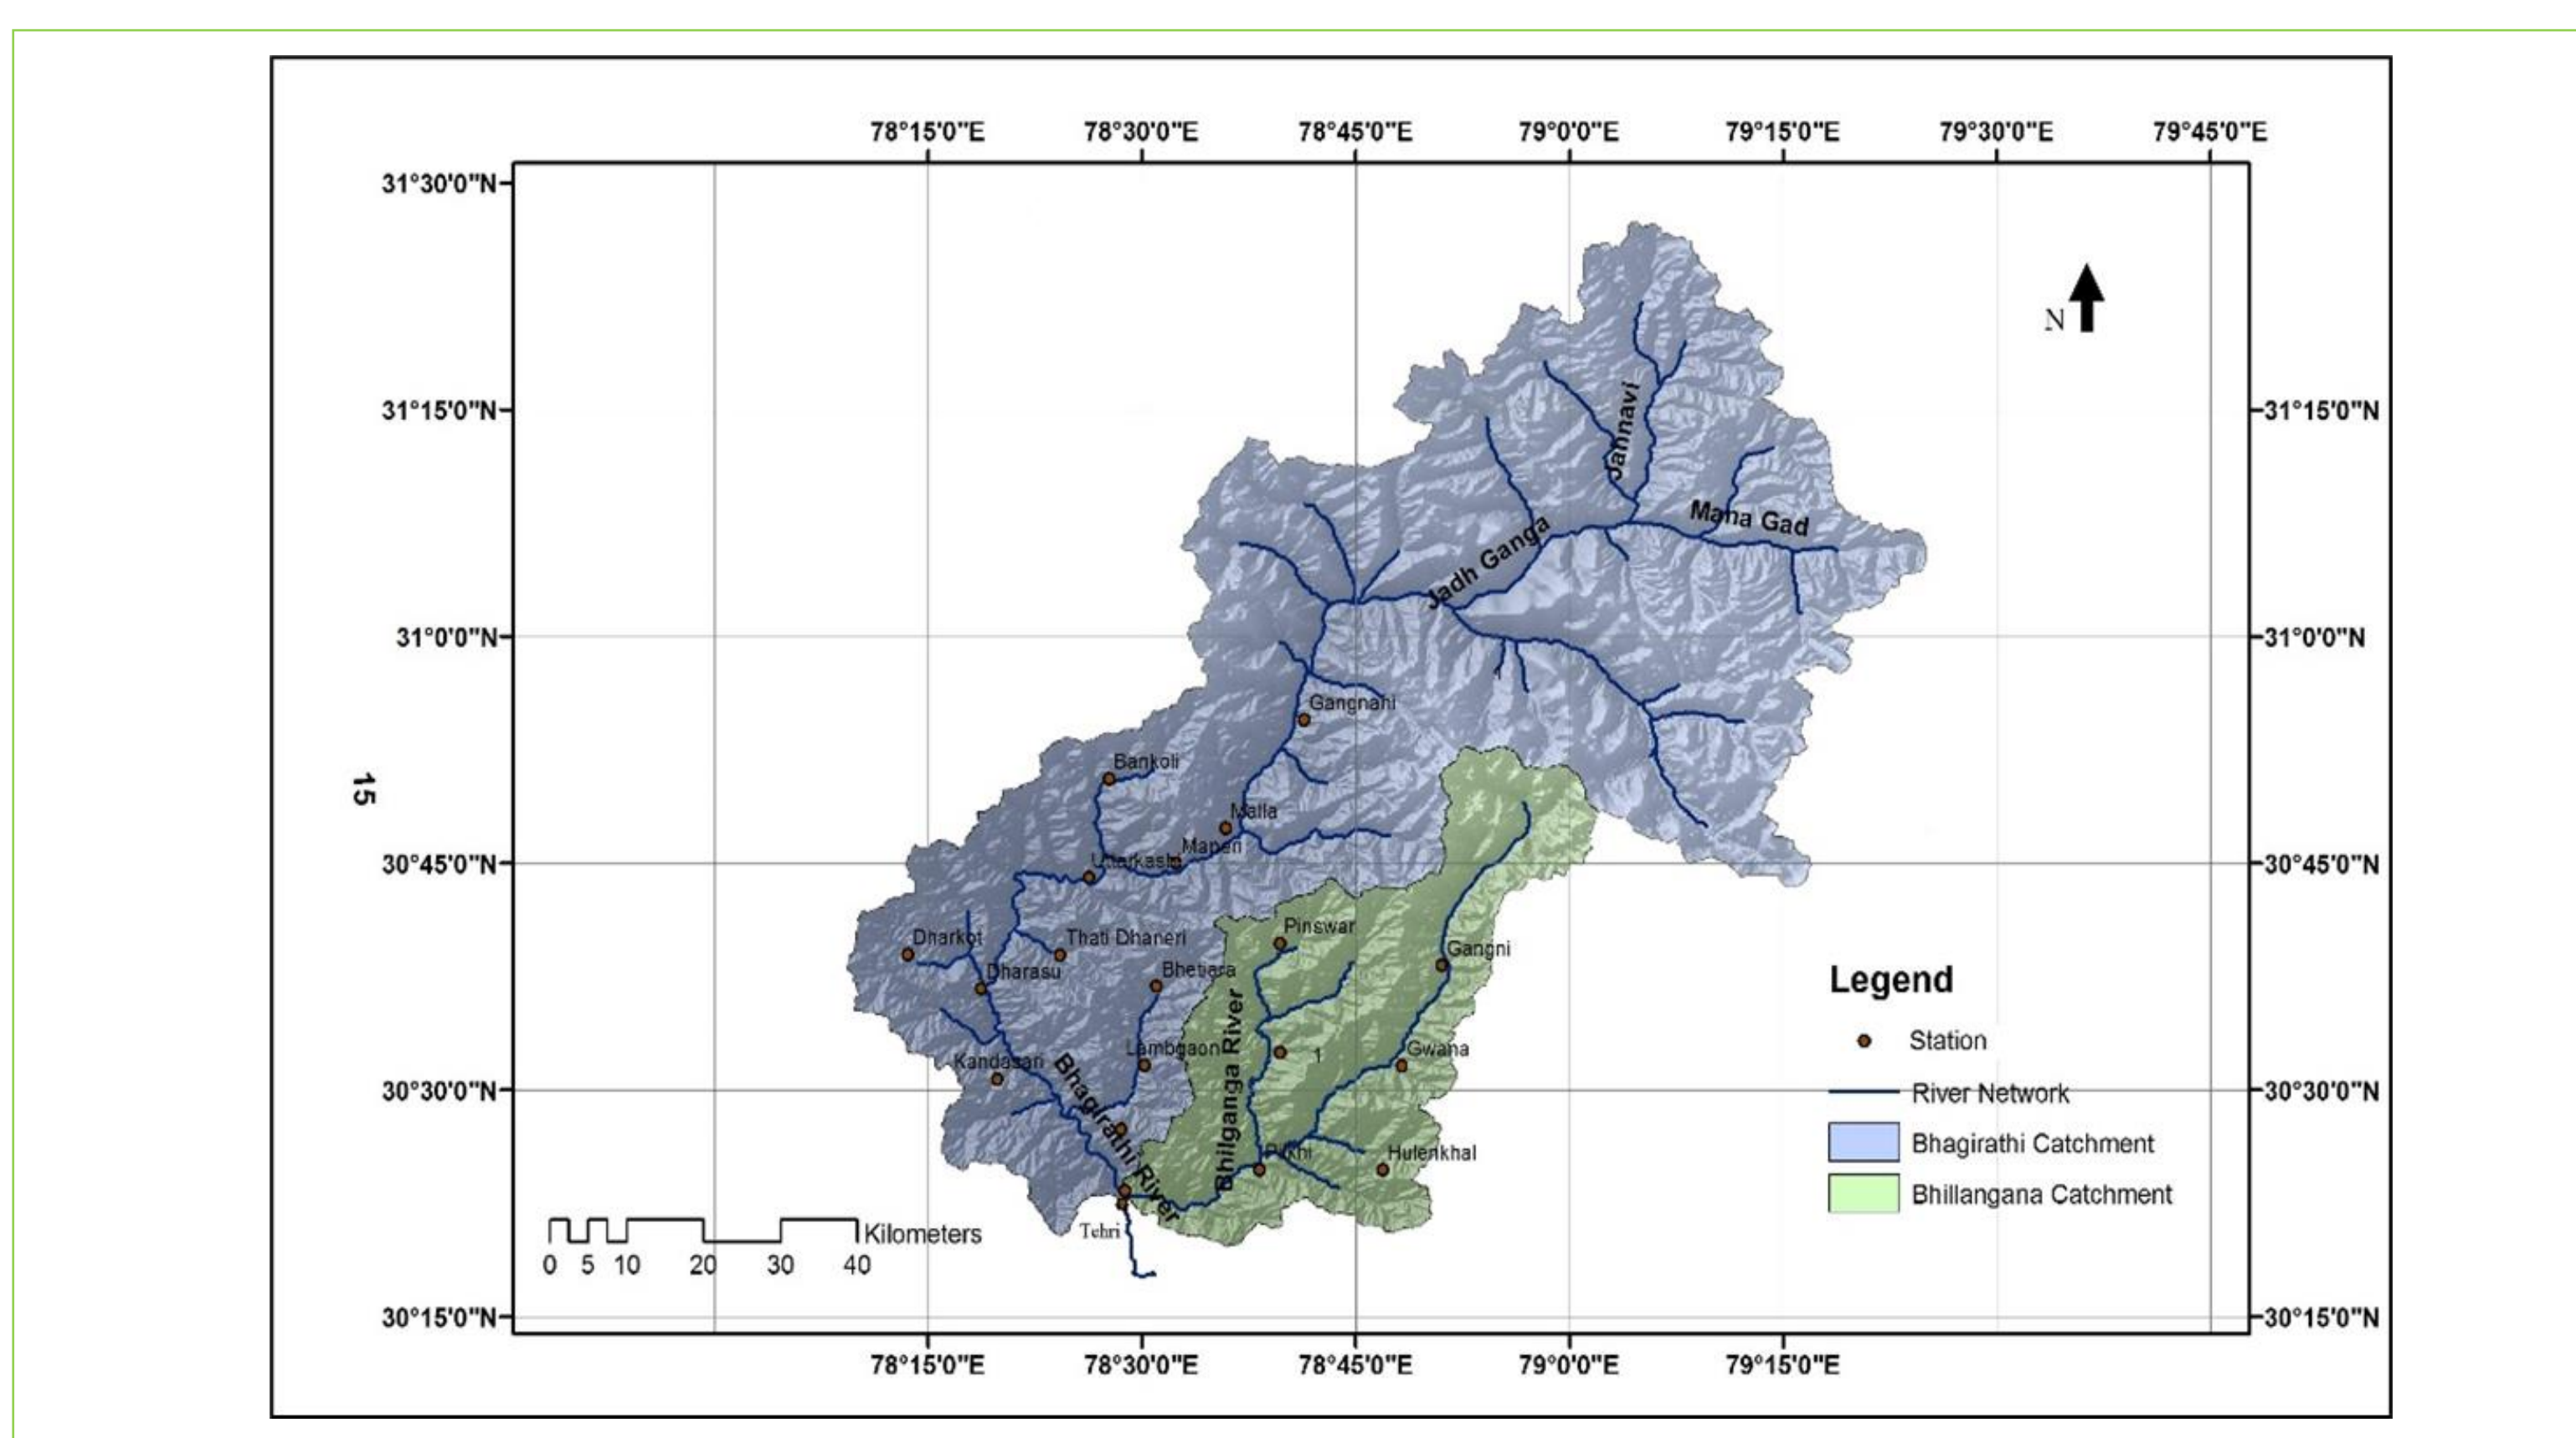 78°15'0"E 78°30'0"E 78°45'0"E 79°0'0"E 79°15'0"E 79°30'0"E 79°45'0"E
31°30'0"N
N
31°15'0"N 31°15'0"N
Jahnavi
Mana Gad
Jadh Ganga
31°0'0"N 31°0'0"N
Gangnahi
Bankoli
15
Malla
Maneri
Uttarkashi
30°45'0"N 30°45'0"N
Pinswar
Dharkot
Thati Dhaneri
Gangni
Dharasu
Bhetiara
Legend
Station
Lambgaon
Gwana
1
Kandasari
Bhagirathi River
Bhilganga River
30°30'0"N 30°30'0"N
River Network
Bhagirathi Catchment
Hulenkhal
Bhillangana Catchment
Tehri
Kilometers
0 5 10 20 30 40
30°15'0"N 30°15'0"N
78°15'0"E 78°30'0"E 78°45'0"E 79°0'0"E 79°15'0"E